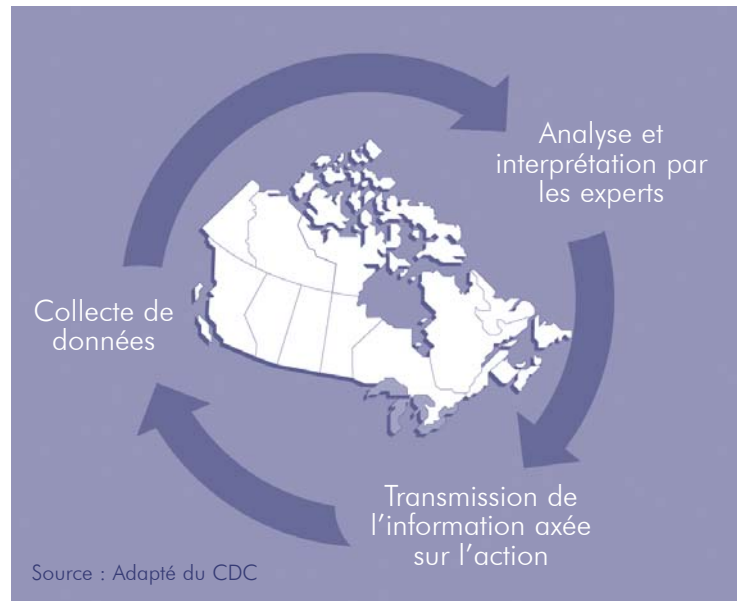 Analyse et
interprétation par
les experts
Collecte de
données
Transmission de
l'information axée
sur l'action
Source : Adapté du CDC